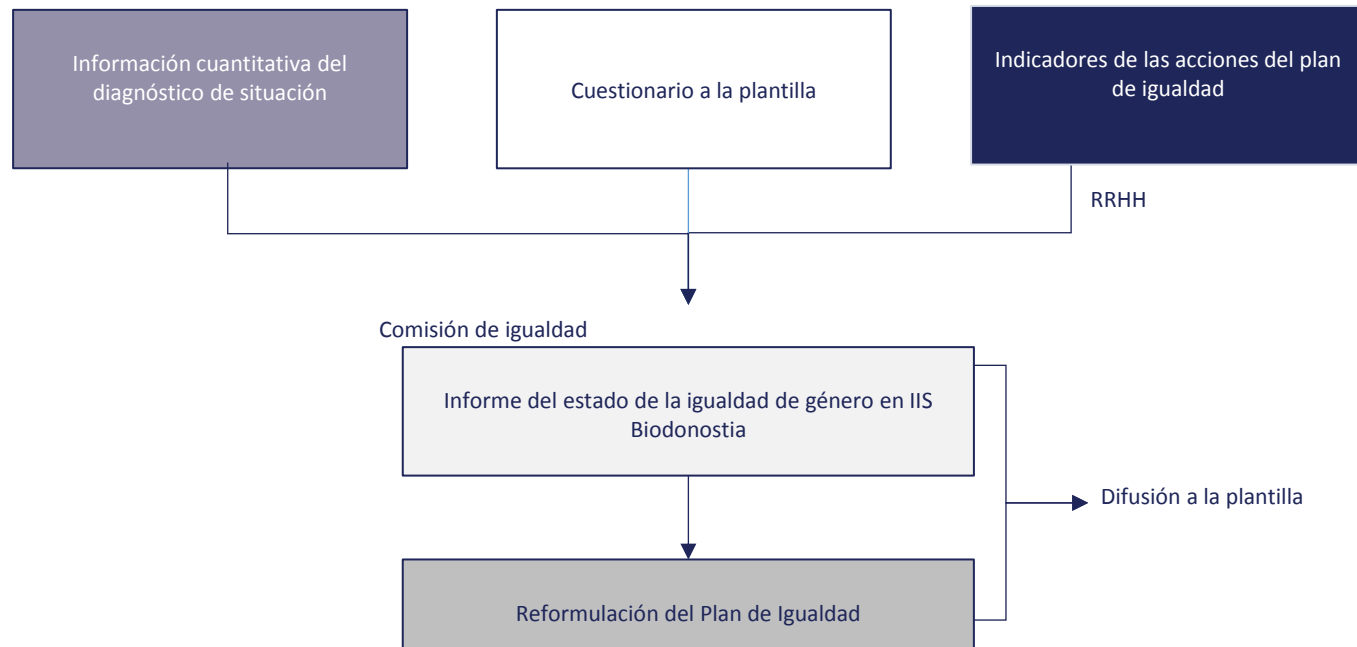 Información cuantitativa del
diagnóstico de situación
Cuestionario a la plantilla
Indicadores de las acciones del plan
de igualdad
RRHH
Comisión de igualdad
Informe del estado de la igualdad de género en IIS
Biodonostia
Difusión a la plantilla
Reformulación del Plan de Igualdad